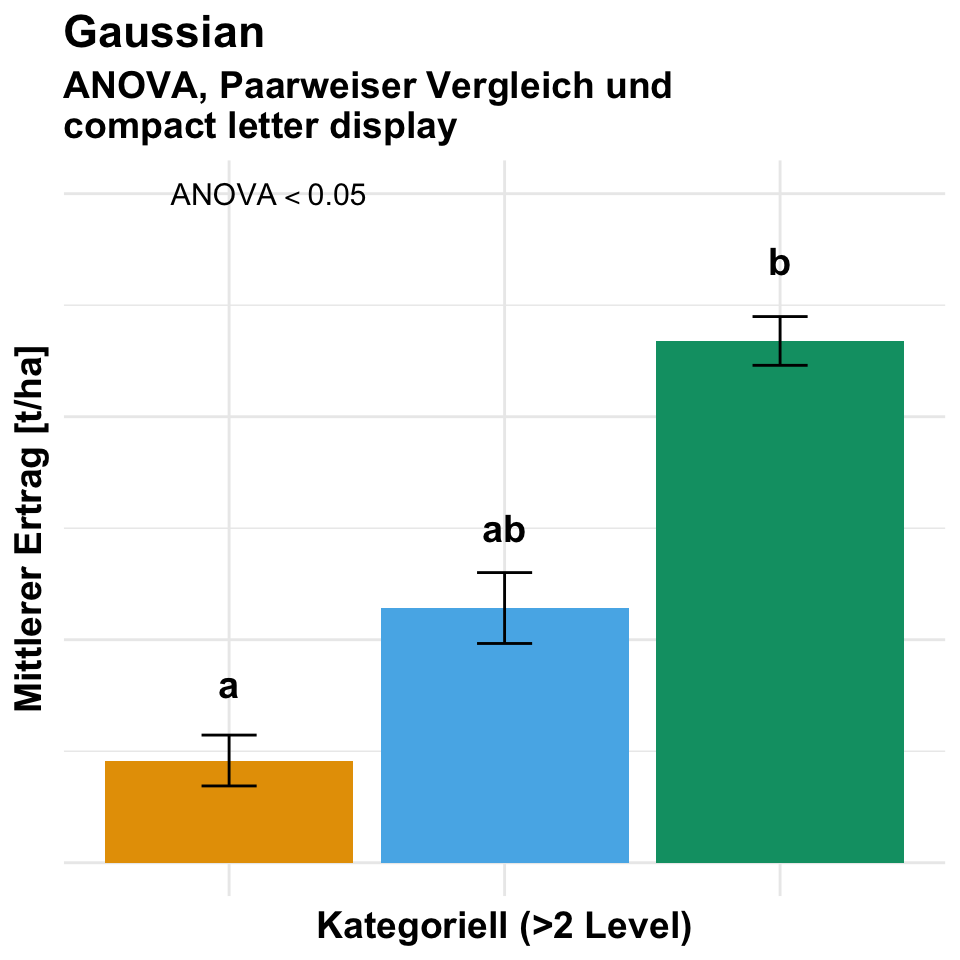 Gaussian
ANOVA, Paarweiser Vergleich und
compact letter display
ANOVA < 0.05
b
ab
a
Mittlerer Ertrag [t/ha]
Kategoriell (>2 Level)